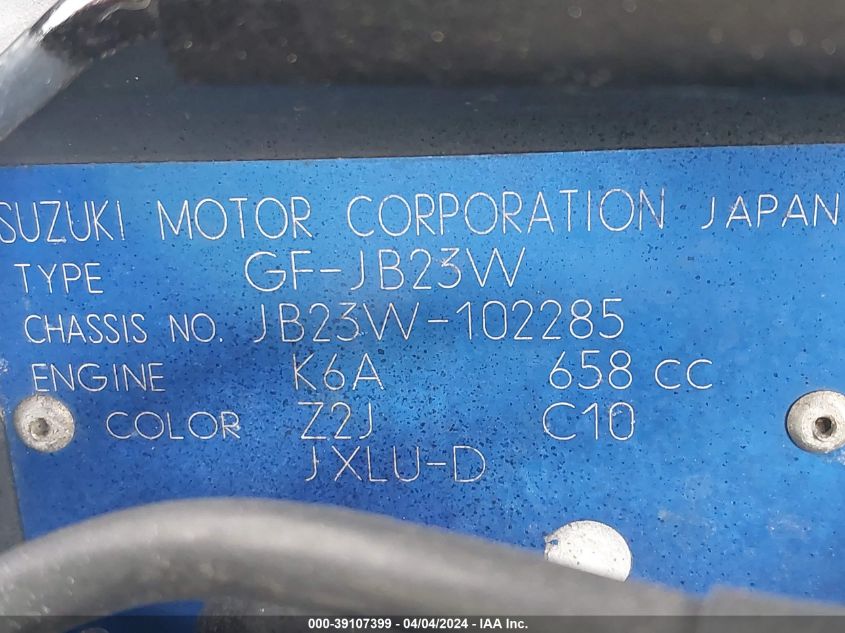 SUZUKI MOTOR CORPORATION JAPAN
TYPE GF-JB23W
CHASSIS NO. JB23W-102285
ENGINE K6A 658 CC
COLOR Z2J C10
JXLU-D
000-39107399 - 04/04/2024 - IAA Inc.